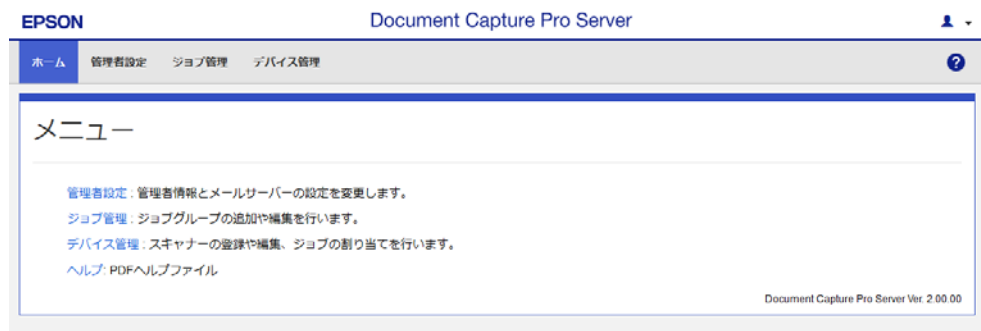 EPSON
Document Capture Pro Server
ホーム 管理者設定 ジョブ管理 デバイス管理
?
メニュー
管理者設定 : 管理者情報とメールサーバーの設定を変更します。
ジョブ管理 : ジョブグループの追加や編集を行います。
デバイス管理 : スキャナーの登録や編集、ジョブの割り当てを行います。
ヘルプ: PDFヘルプファイル
Document Capture Pro Server Ver. 2.00.00